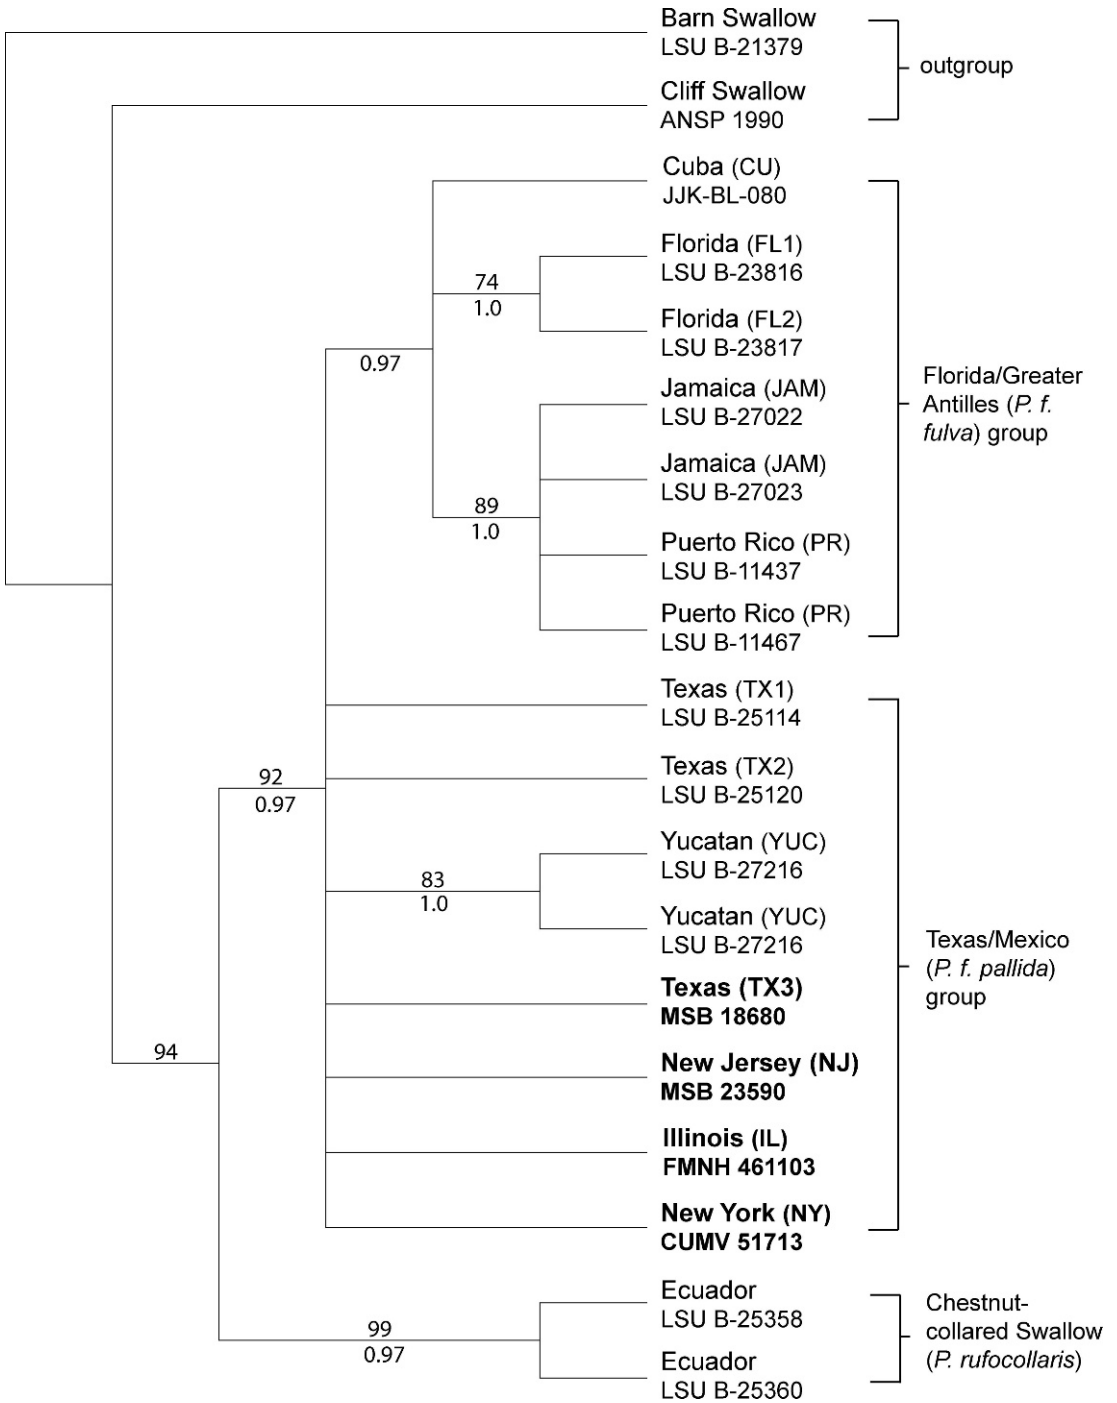 Barn Swallow
LSU B-21379
outgroup
Cliff Swallow
ANSP 1990
Cuba (CU)
JJK-BL-080
Florida (FL1)
LSU B-23816
74
1.0
Florida (FL2)
LSU B-23817
0.97
Jamaica (JAM)
LSU B-27022
Florida/Greater
Antilles (P. f.
fulva) group
Jamaica (JAM)
LSU B-27023
89
1.0
Puerto Rico (PR)
LSU B-11437
Puerto Rico (PR)
LSU B-11467
Texas (TX1)
LSU B-25114
92
0.97
Texas (TX2)
LSU B-25120
Yucatan (YUC)
LSU B-27216
83
1.0
Yucatan (YUC)
LSU B-27216
Texas/Mexico
(P. f. pallida)
group
Texas (TX3)
MSB 18680
94
New Jersey (NJ)
MSB 23590
Illinois (IL)
FMNH 461103
New York (NY)
CUMV 51713
Ecuador
LSU B-25358
99
0.97
Chestnut-
collared Swallow
(P. rufocollaris)
Ecuador
LSU B-25360